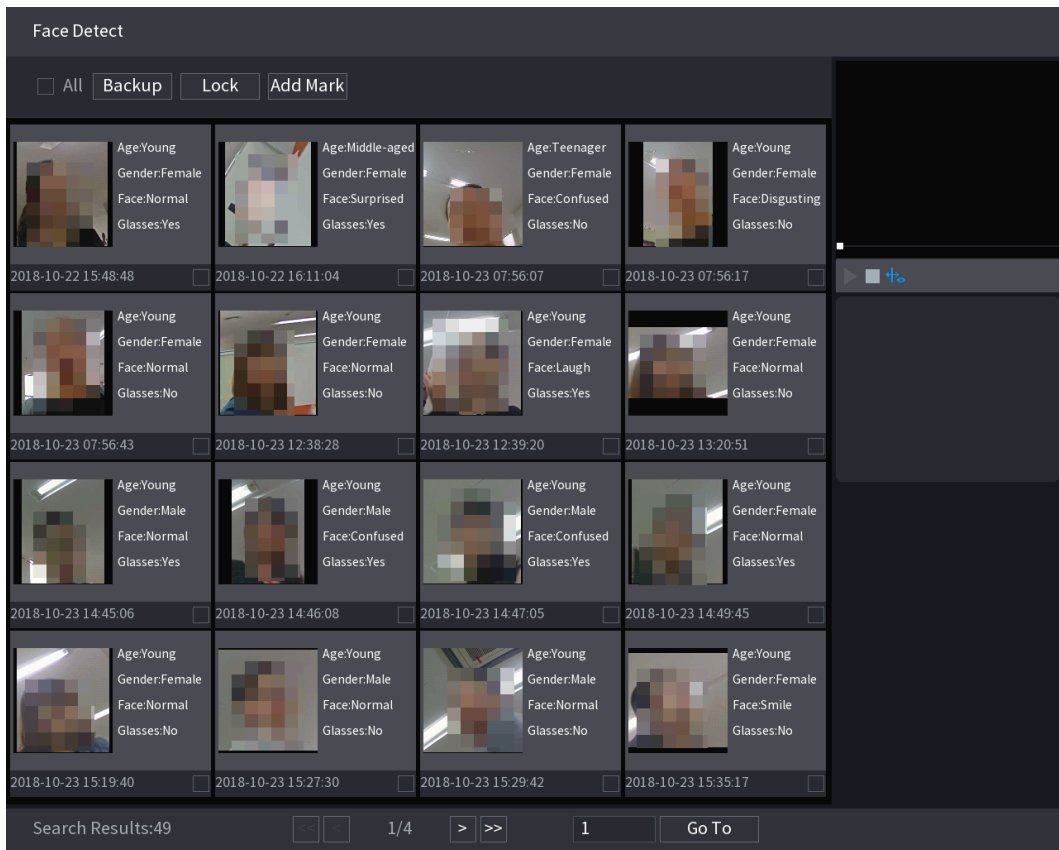 Face Detect
All Backup Lock Add Mark
Age:Young
Gender:Female
Face:Normal
Glasses:Yes
2018-10-22 15:48:48
Age:Middle-aged
Gender:Female
Face:Surprised
Glasses:Yes
2018-10-22 16:11:04
Age:Teenager
Gender:Female
Face:Confused
Glasses:No
2018-10-23 07:56:07
Age:Young
Gender:Female
Face:Disgusting
Glasses:No
2018-10-23 07:56:17
Age:Young
Gender:Female
Face:Normal
Glasses:No
2018-10-23 07:56:43
Age:Young
Gender:Female
Face:Normal
Glasses:No
2018-10-23 12:38:28
Age:Young
Gender:Female
Face:Laugh
Glasses:Yes
2018-10-23 12:39:20
Age:Young
Gender:Female
Face:Normal
Glasses:No
2018-10-23 13:20:51
Age:Young
Gender:Male
Face:Normal
Glasses:Yes
2018-10-23 14:45:06
Age:Young
Gender:Male
Face:Confused
Glasses:Yes
2018-10-23 14:46:08
Age:Young
Gender:Male
Face:Confused
Glasses:Yes
2018-10-23 14:47:05
Age:Young
Gender:Female
Face:Normal
Glasses:Yes
2018-10-23 14:49:45
Age:Young
Gender:Female
Face:Normal
Glasses:No
2018-10-23 15:19:40
Age:Young
Gender:Male
Face:Normal
Glasses:No
2018-10-23 15:27:30
Age:Young
Gender:Male
Face:Normal
Glasses:No
2018-10-23 15:29:42
Age:Young
Gender:Female
Face:Smile
Glasses:No
2018-10-23 15:35:17
Search Results:49 << < 1/4 > >> 1 Go To